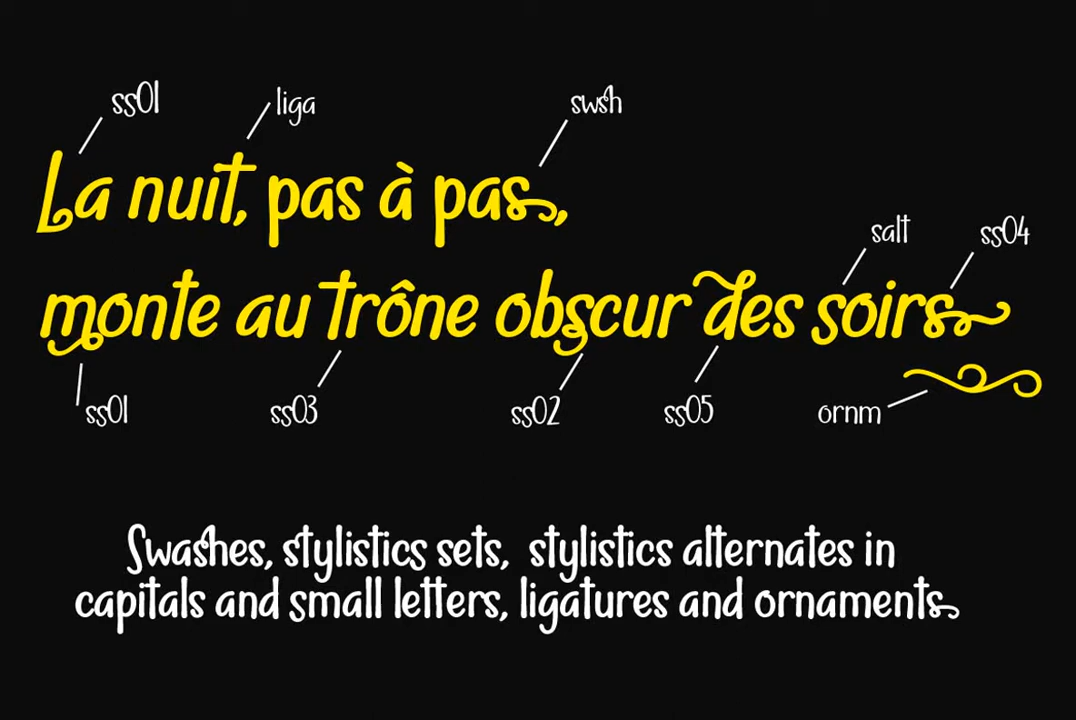 ss01 liga swsh
La nuit, pas à pas,
salt ss04
monte au trône obscur des soirs
ss01 ss03 ss02 ss05 ornm
Swashes, stylistics sets, stylistics alternates in
capitals and small letters, ligatures and ornaments